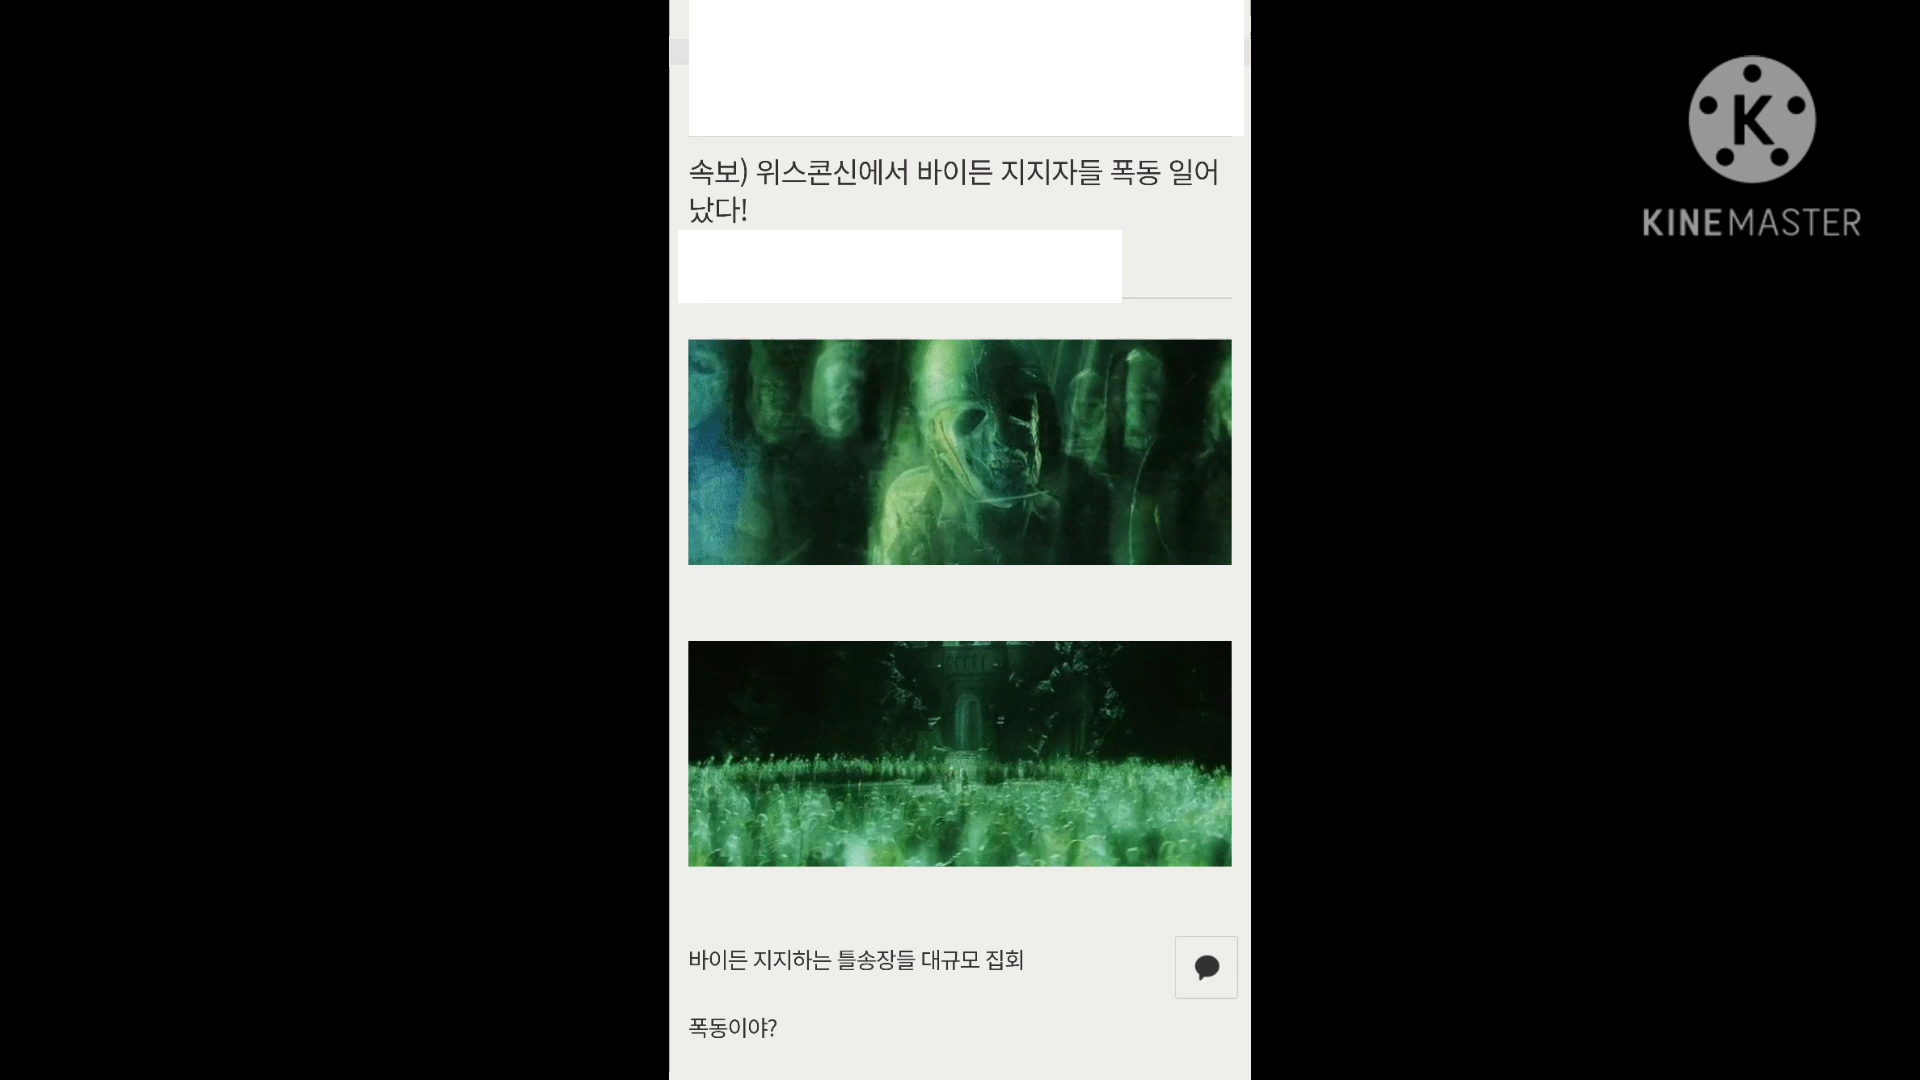 속보) 위스콘신에서 바이든 지지자들 폭동 일어
났다!
바이든 지지하는 틀송장들 대규모 집회
폭동이야?
K
KINEMASTER